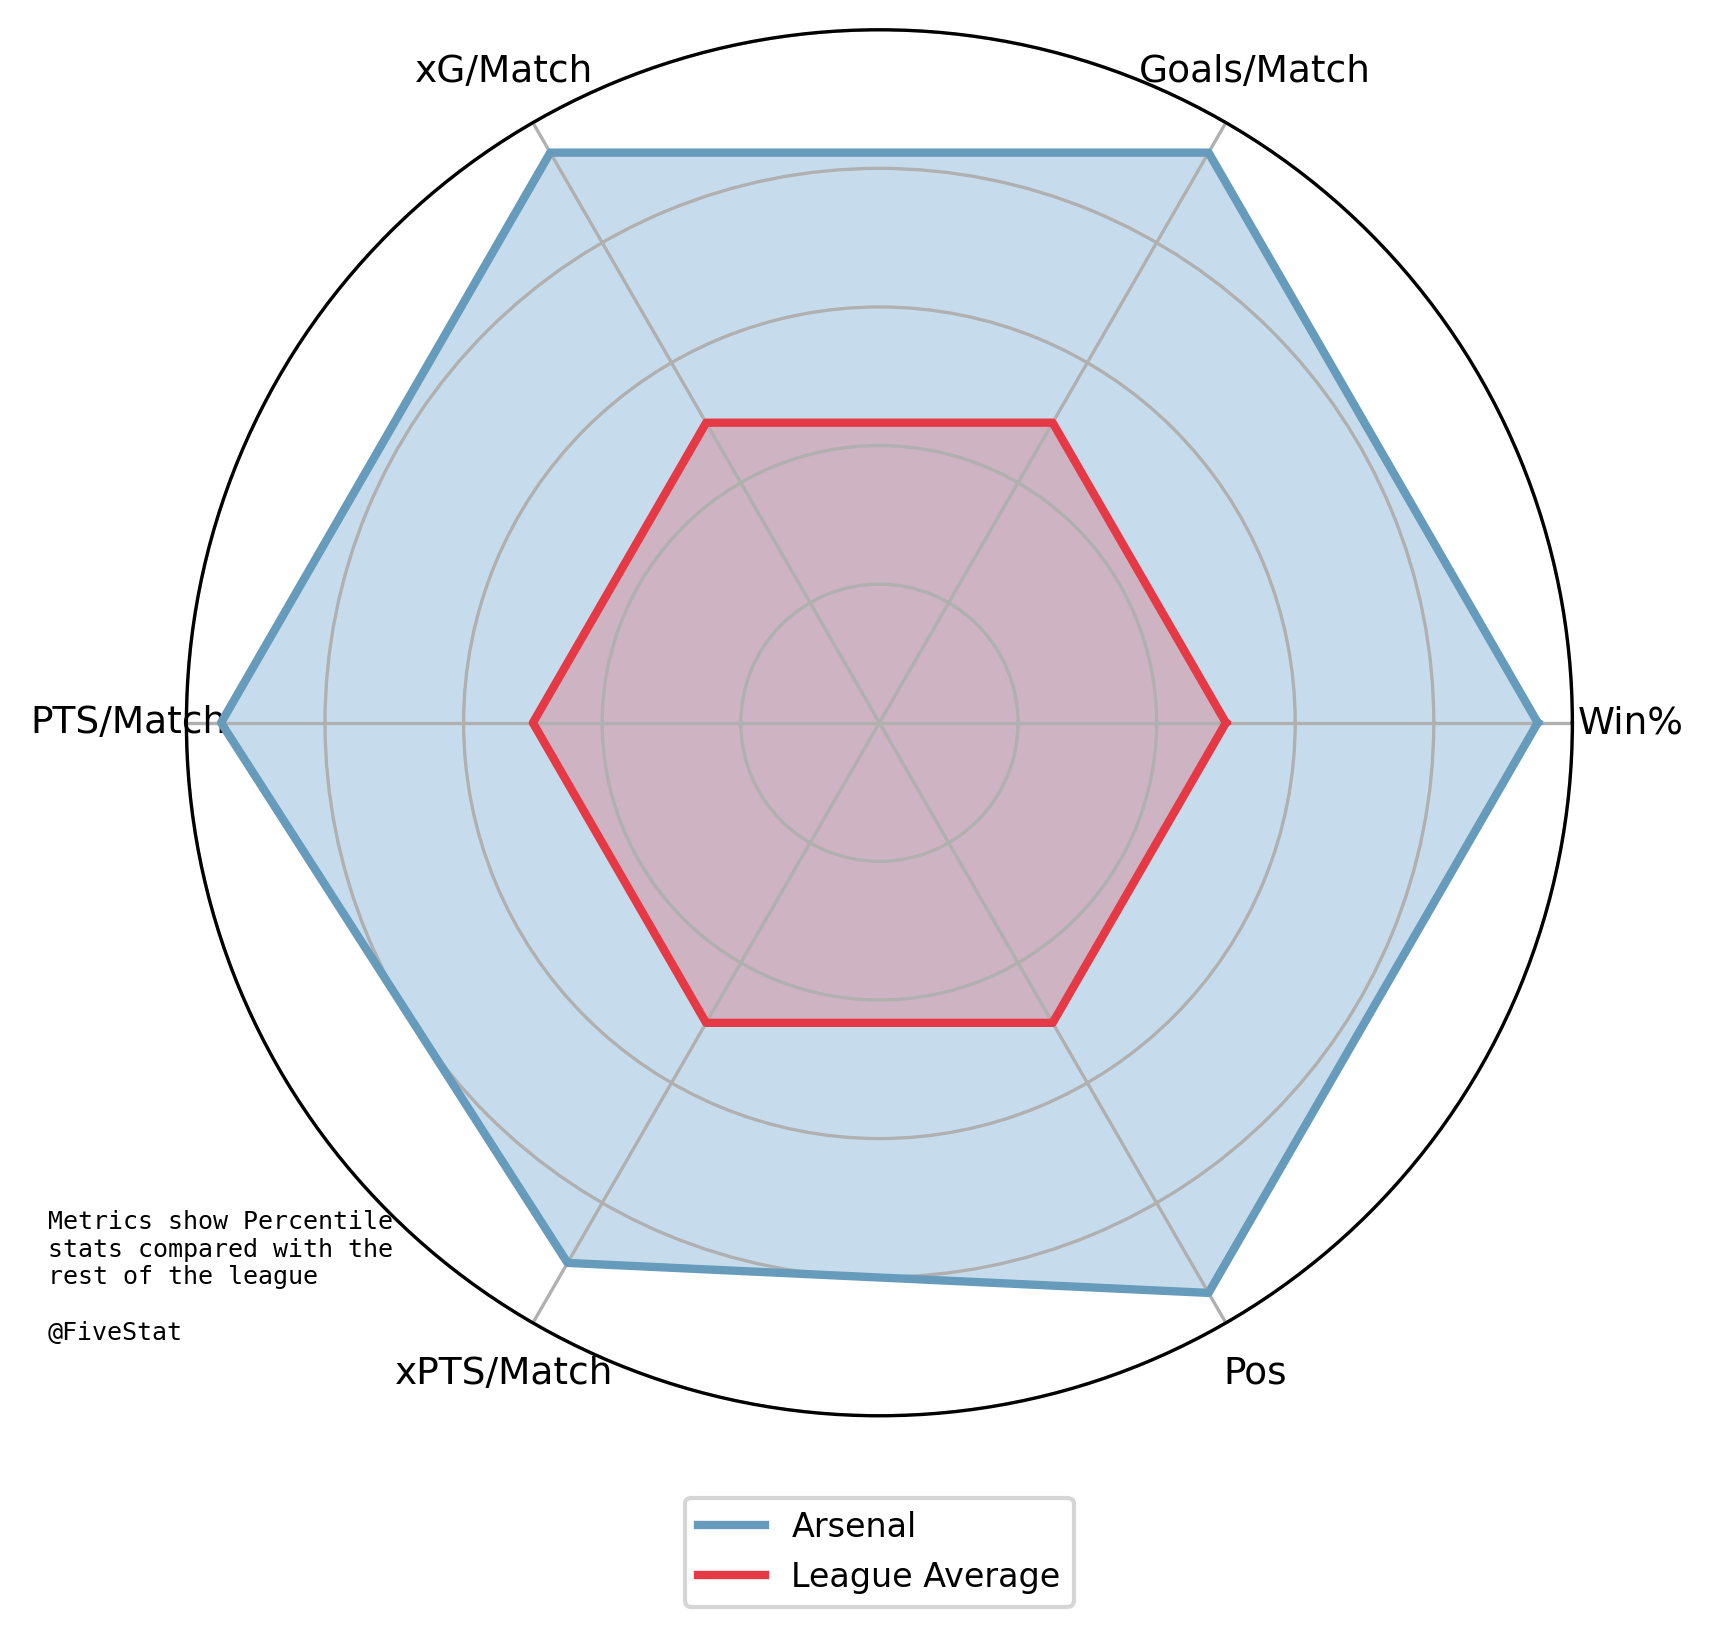 xG/Match
Goals/Match
PTS/Match
Win%
Metrics show Percentile
stats compared with the
rest of the league
@FiveStat
xPTS/Match
Pos
Arsenal
League Average